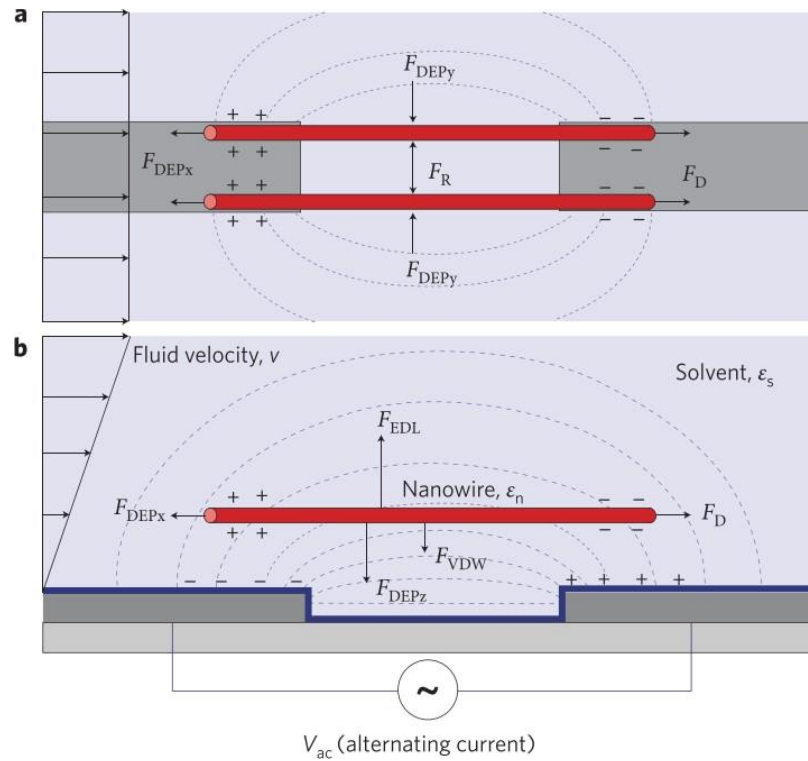 a
F_DEPy
+ + − −
+ + − −
F_DEPx F_R F_D
+ + − −
+ + − −
F_DEPy
b
Fluid velocity, v
Solvent, ε_s
F_EDL
+ + Nanowire, ε_n − −
F_DEPx F_D
+ + − −
F_VDW
− − − − + + + +
F_DEPz
~
V_ac (alternating current)